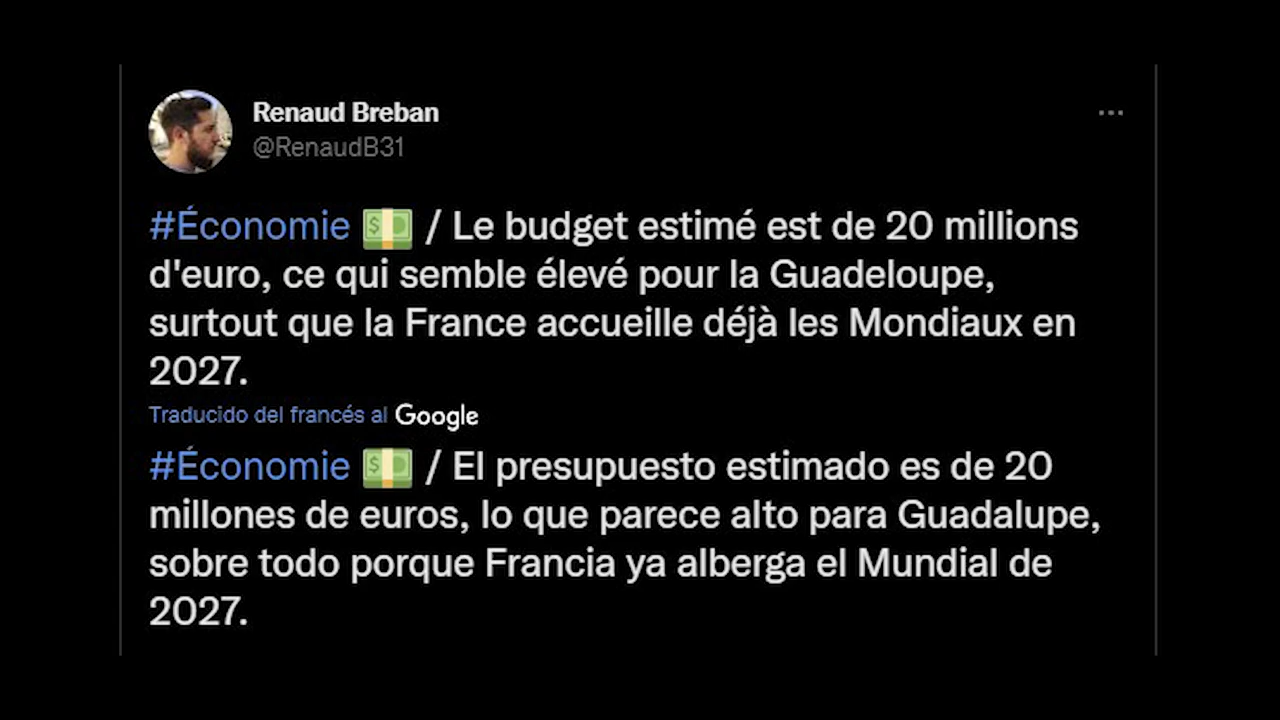 Renaud Breban
@RenaudB31
#Économie 💵 / Le budget estimé est de 20 millions
d'euro, ce qui semble élevé pour la Guadeloupe,
surtout que la France accueille déjà les Mondiaux en
2027.
Traducido del francés al Google
#Économie 💵 / El presupuesto estimado es de 20
millones de euros, lo que parece alto para Guadalupe,
sobre todo porque Francia ya alberga el Mundial de
2027.